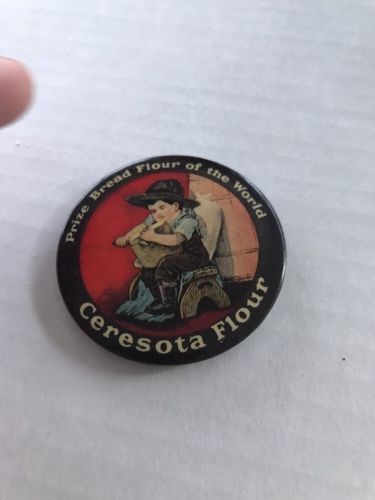 Prize Bread Flour of the World
Ceresota Flour